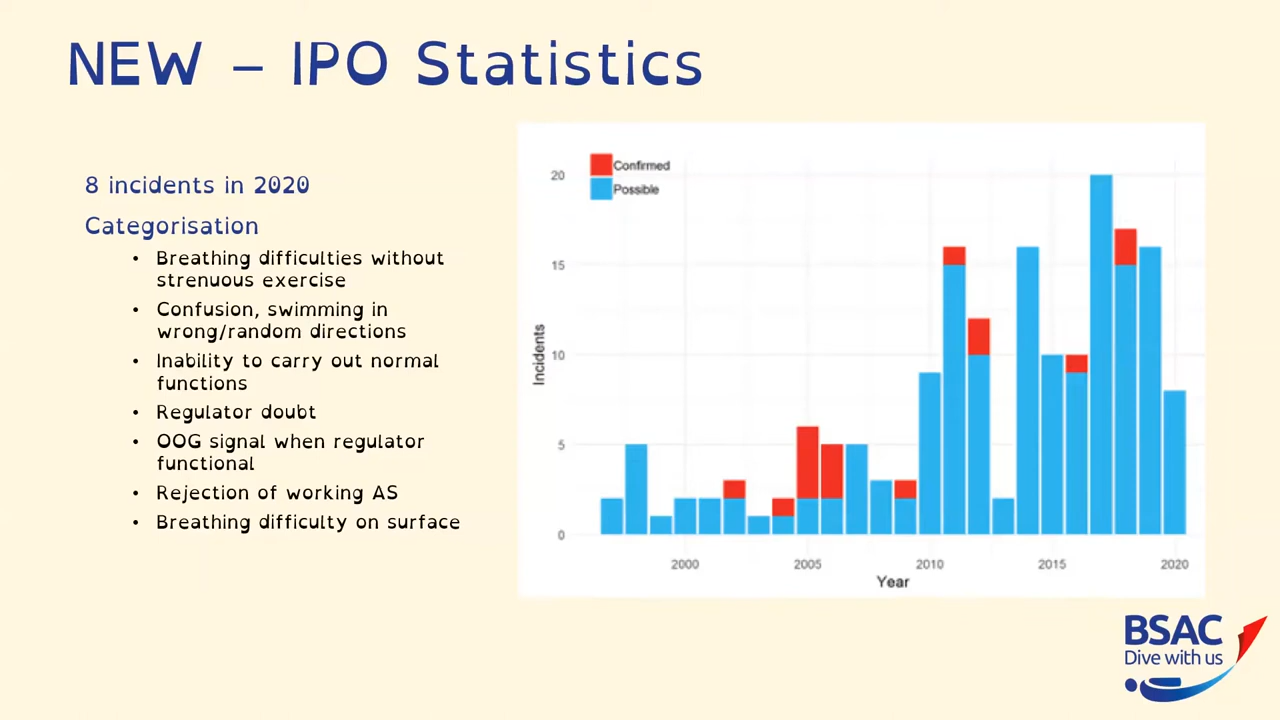 NEW – IPO Statistics
8 incidents in 2020
Categorisation
• Breathing difficulties without
strenuous exercise
• Confusion, swimming in
wrong/random directions
• Inability to carry out normal
functions
• Regulator doubt
• OOG signal when regulator
functional
• Rejection of working AS
• Breathing difficulty on surface
Confirmed
Possible
20
15
10
5
0
Incidents
2000 2005 2010 2015 2020
Year
BSAC
Dive with us